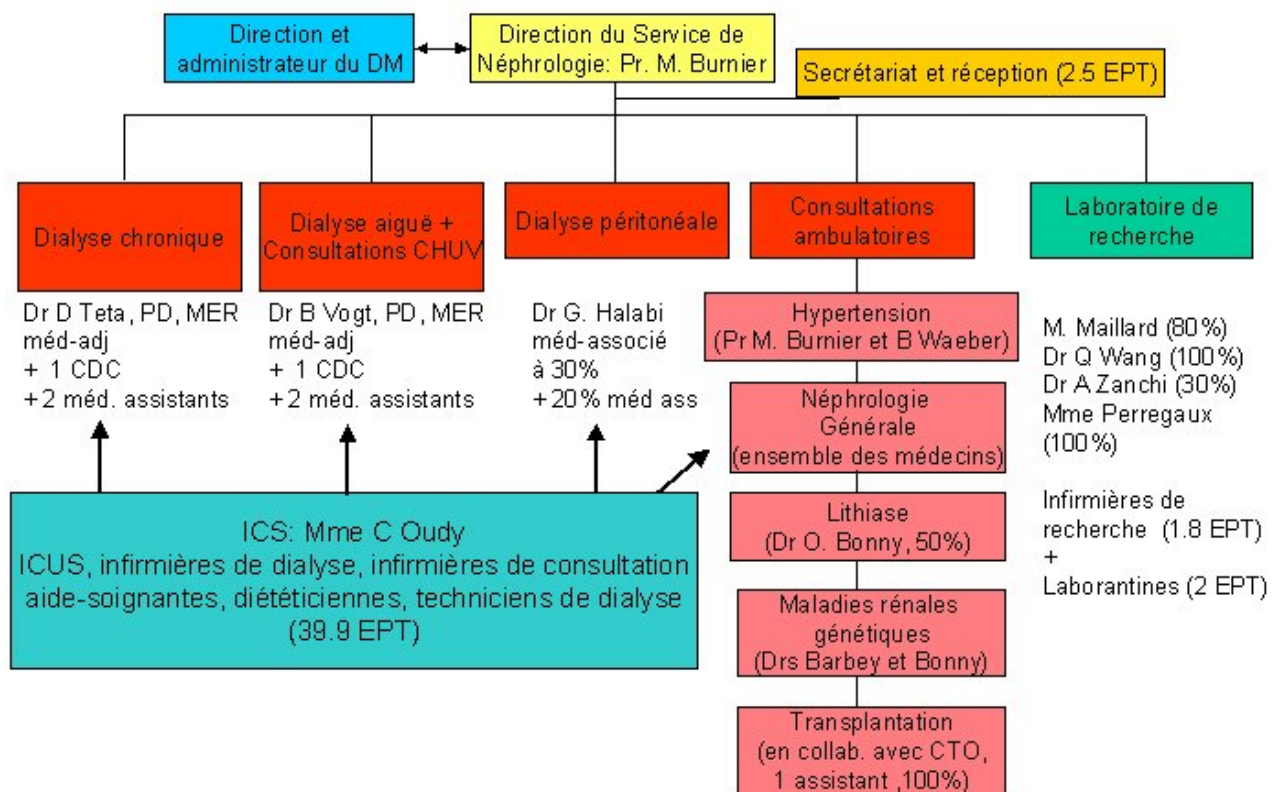 Direction et
administrateur du DM
Direction du Service de
Néphrologie: Pr. M. Burnier
Secrétariat et réception (2.5 EPT)
Dialyse chronique
Dialyse aiguë +
Consultations CHUV
Dialyse péritonéale
Consultations
ambulatoires
Laboratoire de
recherche
Dr D Teta, PD, MER
méd-adj
+ 1 CDC
+2 méd. assistants
Dr B Vogt, PD, MER
méd-adj
+ 1 CDC
+2 méd. assistants
Dr G. Halabi
méd-associé
à 30%
+20% méd ass
Hypertension
(Pr M. Burnier et B Waeber)
Néphrologie
Générale
(ensemble des médecins)
Lithiase
(Dr O. Bonny, 50%)
Maladies rénales
génétiques
(Drs Barbey et Bonny)
Transplantation
(en collab. avec CTO,
1 assistant ,100%)
M. Maillard (80%)
Dr Q Wang (100%)
Dr A Zanchi (30%)
Mme Perregaux
(100%)
Infirmières de
recherche (1.8 EPT)
+
Laborantines (2 EPT)
ICS: Mme C Oudy
ICUS, infirmières de dialyse, infirmières de consultation
aide-soignantes, diététiciennes, techniciens de dialyse
(39.9 EPT)